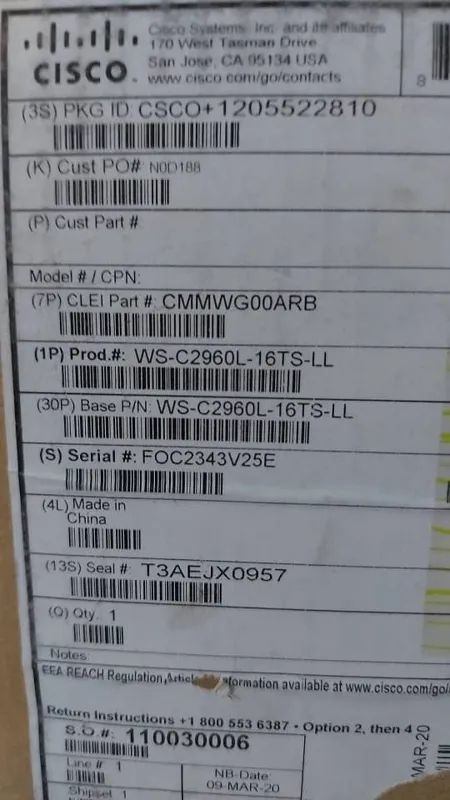 CISCO
Cisco Systems, Inc. and its affiliates
170 West Tasman Drive
San Jose, CA 95134 USA
www.cisco.com/go/contacts
8
(3S) PKG ID: CSCO+1205522810
(K) Cust PO# N0D188
(P) Cust Part #:
Model # / CPN:
(7P) CLEI Part #: CMMWG00ARB
(1P) Prod.#: WS-C2960L-16TS-LL
(30P) Base P/N: WS-C2960L-16TS-LL
(S) Serial #: FOC2343V25E
(4L) Made in
China
(13S) Seal # T3AEJX0957
(Q) Qty.. 1
Notes:
EEA REACH Regulation, Article information available at www.cisco.com/go/
Return Instructions +1 800 553 6387 - Option 2, then 4
S.O.#: 110030006
Line # 1
NB-Date:
09-MAR-20
Shipset 1
MAR-20